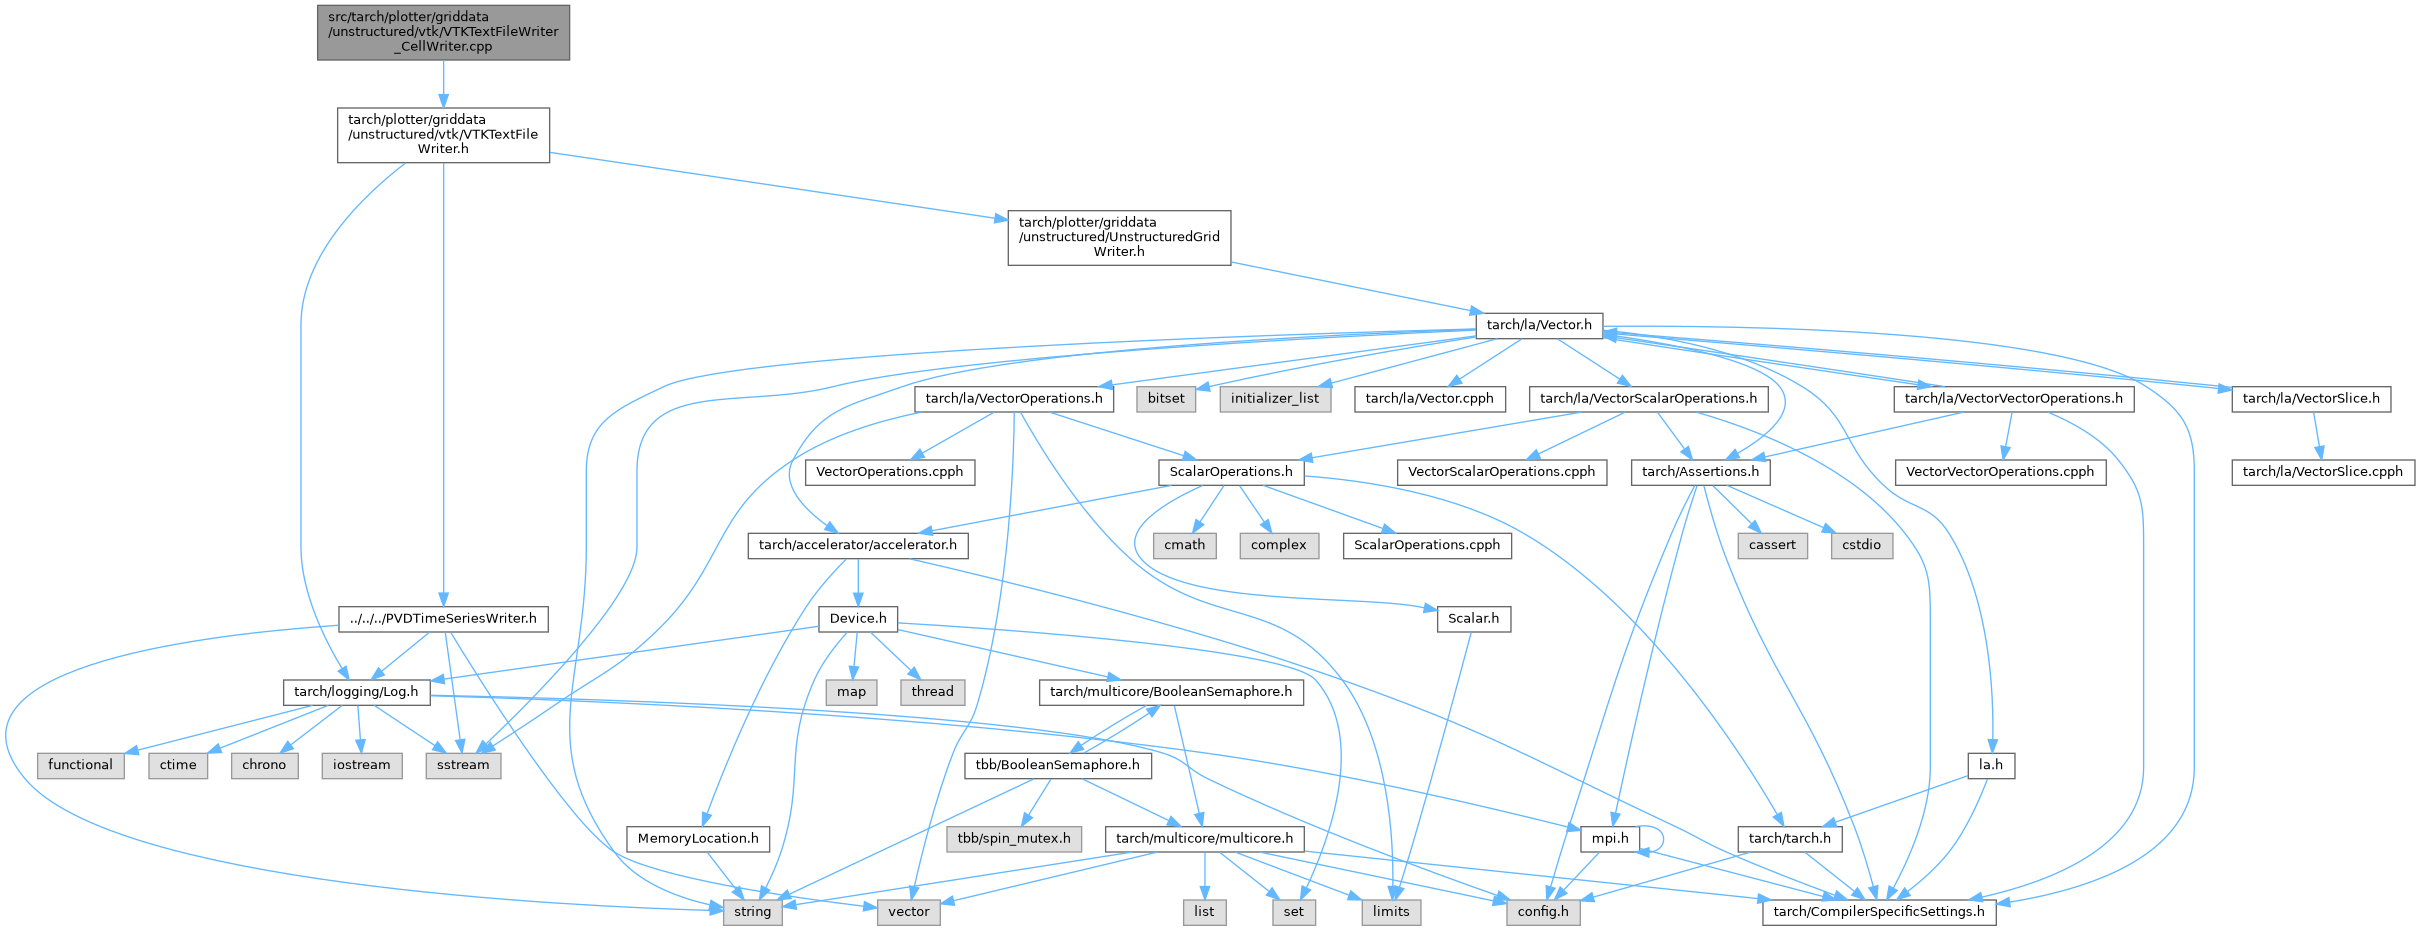 src/tarch/plotter/griddata
/unstructured/vtk/VTKTextFileWriter
_CellWriter.cpp
tarch/plotter/griddata
/unstructured/vtk/VTKTextFile
Writer.h
tarch/plotter/griddata
/unstructured/UnstructuredGrid
Writer.h
tarch/la/Vector.h
tarch/la/VectorOperations.h
bitset
initializer_list
tarch/la/Vector.cpph
tarch/la/VectorScalarOperations.h
tarch/la/VectorVectorOperations.h
tarch/la/VectorSlice.h
VectorOperations.cpph
ScalarOperations.h
VectorScalarOperations.cpph
tarch/Assertions.h
VectorVectorOperations.cpph
tarch/la/VectorSlice.cpph
tarch/accelerator/accelerator.h
cmath
complex
ScalarOperations.cpph
cassert
cstdio
../../../PVDTimeSeriesWriter.h
Device.h
Scalar.h
tarch/logging/Log.h
map
thread
tarch/multicore/BooleanSemaphore.h
functional
ctime
chrono
iostream
sstream
tbb/BooleanSemaphore.h
la.h
MemoryLocation.h
tbb/spin_mutex.h
tarch/multicore/multicore.h
mpi.h
tarch/tarch.h
string
vector
list
set
limits
config.h
tarch/CompilerSpecificSettings.h